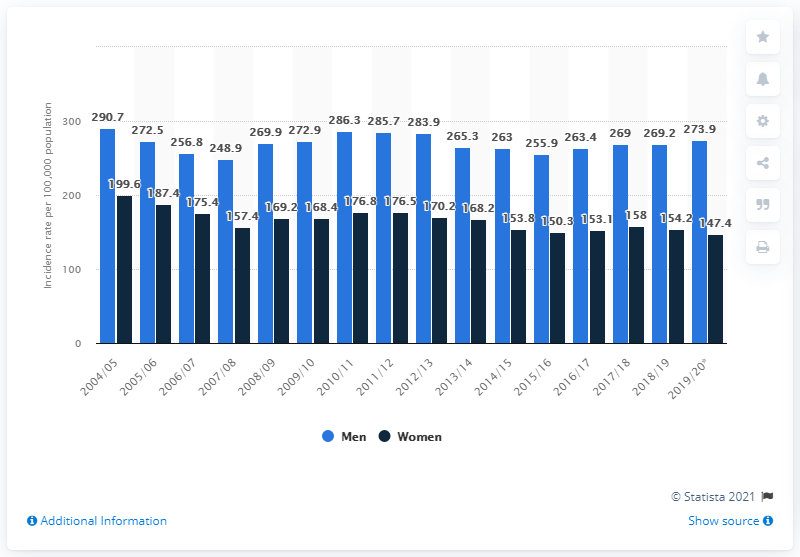 Incidence rate per 100,000 population
300
200
100
0
290.7 272.5 256.8 248.9 269.9 272.9 286.3 285.7 283.9 265.3 263 255.9 263.4 269 269.2 273.9
199.6 187.4 175.4 157.4 169.2 168.4 176.8 176.5 170.2 168.2 153.8 150.3 153.1 158 154.2 147.4
2004/05 2005/06 2006/07 2007/08 2008/09 2009/10 2010/11 2011/12 2012/13 2013/14 2014/15 2015/16 2016/17 2017/18 2018/19 2019/20*
Men Women
© Statista 2021
Additional Information
Show source